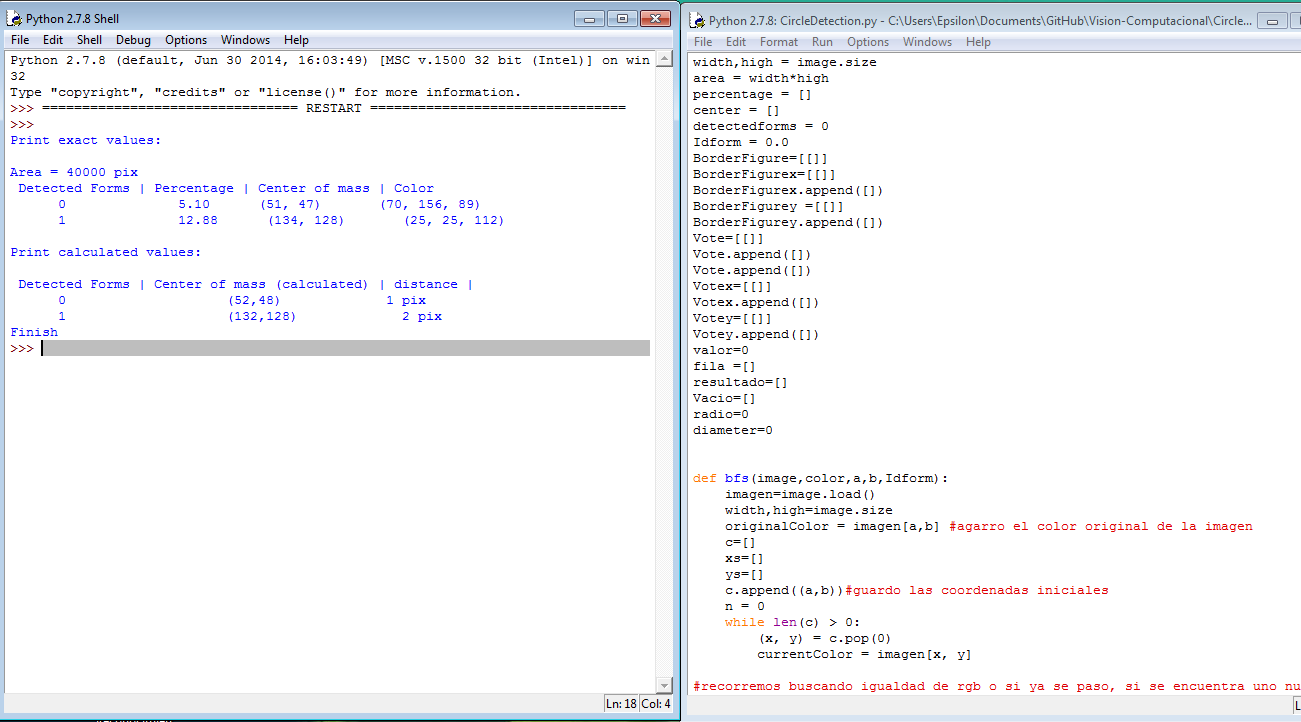 Python 2.7.8 Shell
File Edit Shell Debug Options Windows Help
Python 2.7.8 (default, Jun 30 2014, 16:03:49) [MSC v.1500 32 bit (Intel)] on win
32
Type "copyright", "credits" or "license()" for more information.
>>> ================================ RESTART ================================
>>>
Print exact values:
Area = 40000 pix
Detected Forms | Percentage | Center of mass | Color
0 5.10 (51, 47) (70, 156, 89)
1 12.88 (134, 128) (25, 25, 112)
Print calculated values:
Detected Forms | Center of mass (calculated) | distance |
0 (52,48) 1 pix
1 (132,128) 2 pix
Finish
>>>
Ln: 18 Col: 4
Python 2.7.8: CircleDetection.py - C:\Users\Epsilon\Documents\GitHub\Vision-Computacional\Circle...
File Edit Format Run Options Windows Help
width,high = image.size
area = width*high
percentage = []
center = []
detectedforms = 0
Idform = 0.0
BorderFigure=[[]]
BorderFigurex=[[]]
BorderFigurex.append([])
BorderFigurey =[[]]
BorderFigurey.append([])
Vote=[[]]
Vote.append([])
Vote.append([])
Votex=[[]]
Votex.append([])
Votey=[[]]
Votey.append([])
valor=0
fila =[]
resultado=[]
Vacio=[]
radio=0
diameter=0
def bfs(image,color,a,b,Idform):
imagen=image.load()
width,high=image.size
originalColor = imagen[a,b] #agarro el color original de la imagen
c=[]
xs=[]
ys=[]
c.append((a,b))#guardo las coordenadas iniciales
n = 0
while len(c) > 0:
(x, y) = c.pop(0)
currentColor = imagen[x, y]
#recorremos buscando igualdad de rgb o si ya se paso, si se encuentra uno nu
L